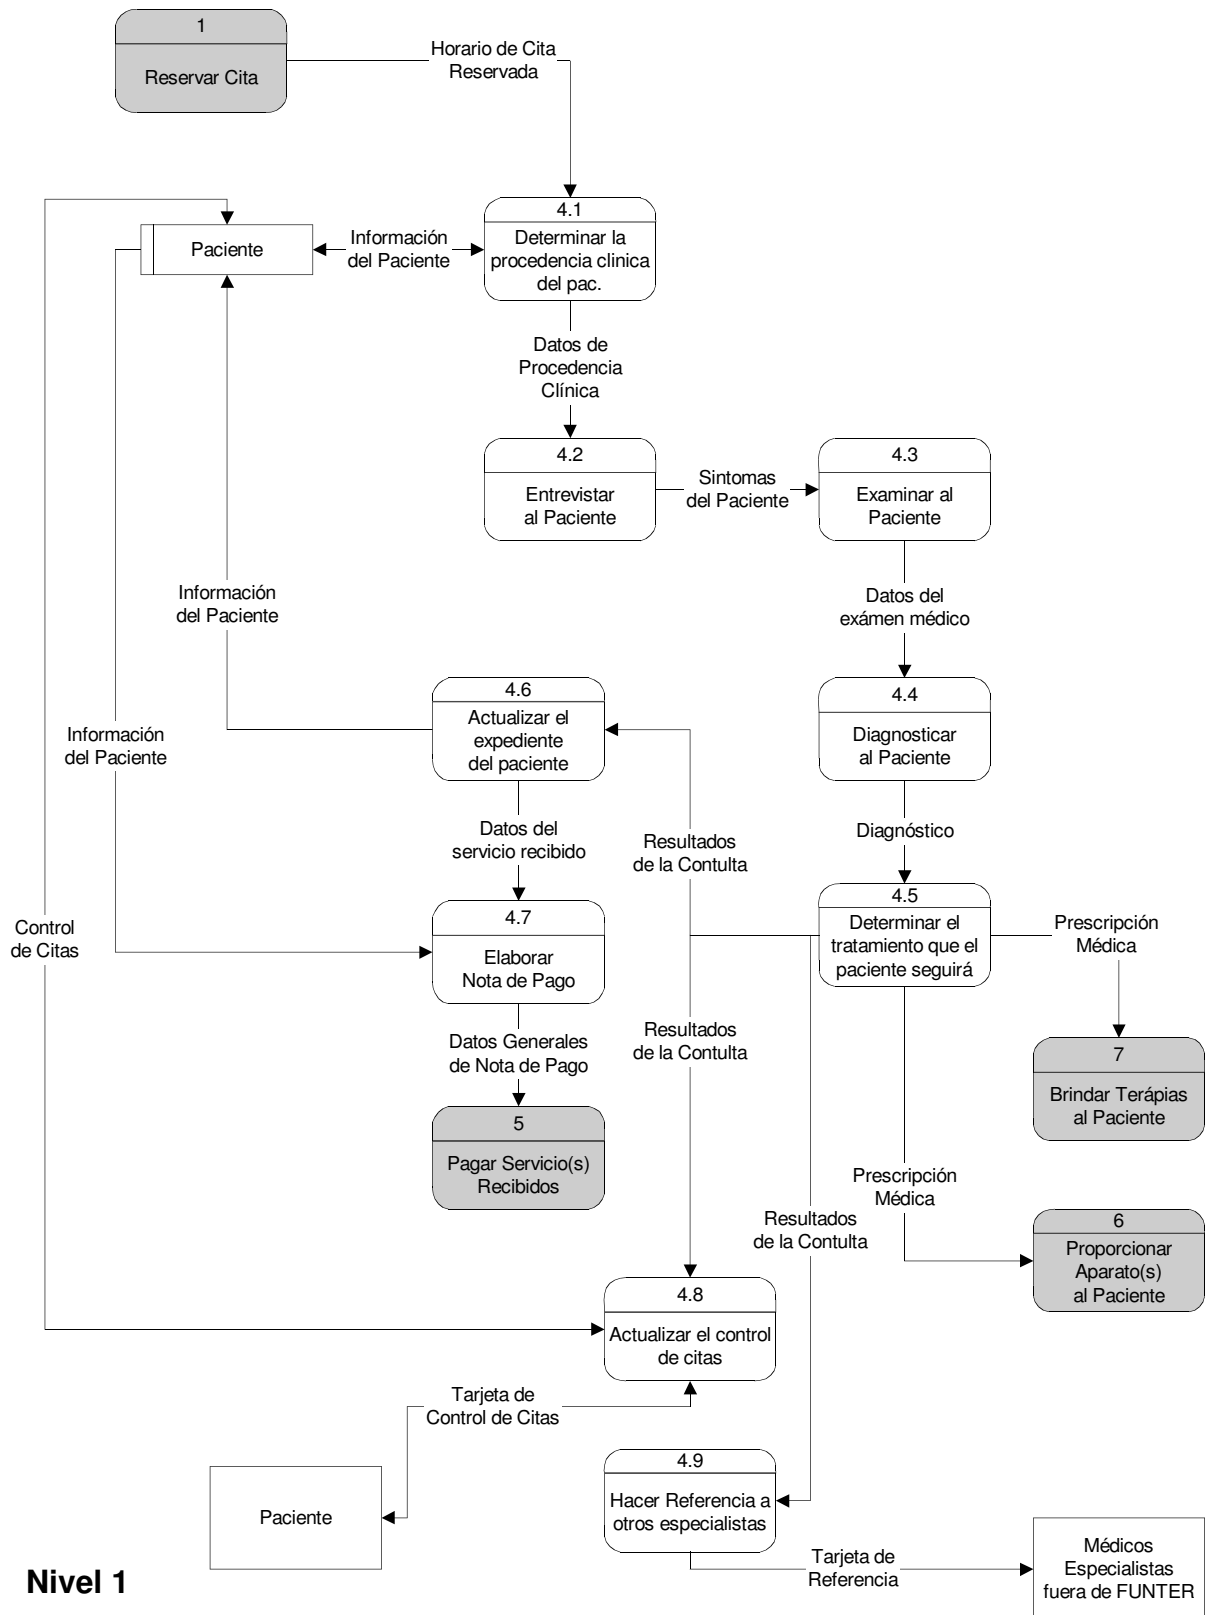 1
Reservar Cita
Horario de Cita
Reservada
Paciente
Información
del Paciente
4.1
Determinar la
procedencia clinica
del pac.
Datos de
Procedencia
Clínica
4.2
Entrevistar
al Paciente
Sintomas
del Paciente
4.3
Examinar al
Paciente
Información
del Paciente
Datos del
exámen médico
4.6
Actualizar el
expediente
del paciente
4.4
Diagnosticar
al Paciente
Información
del Paciente
Datos del
servicio recibido
Resultados
de la Contulta
Diagnóstico
Control
de Citas
4.7
Elaborar
Nota de Pago
4.5
Determinar el
tratamiento que el
paciente seguirá
Prescripción
Médica
Datos Generales
de Nota de Pago
Resultados
de la Contulta
7
Brindar Terápias
al Paciente
5
Pagar Servicio(s)
Recibidos
Prescripción
Médica
Resultados
de la Contulta
6
Proporcionar
Aparato(s)
al Paciente
4.8
Actualizar el control
de citas
Tarjeta de
Control de Citas
Paciente
4.9
Hacer Referencia a
otros especialistas
Tarjeta de
Referencia
Médicos
Especialistas
fuera de FUNTER
Nivel 1